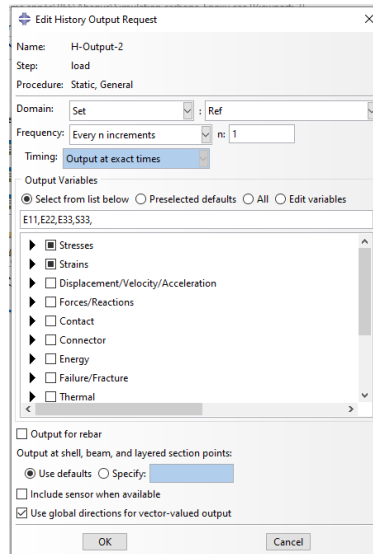 Edit History Output Request
Name: H-Output-2
Step: load
Procedure: Static, General
Domain: Set : Ref
Frequency: Every n increments n: 1
Timing: Output at exact times
Output Variables
Select from list below Preselected defaults All Edit variables
E11,E22,E33,S33,
Stresses
Strains
Displacement/Velocity/Acceleration
Forces/Reactions
Contact
Connector
Energy
Failure/Fracture
Thermal
Output for rebar
Output at shell, beam, and layered section points:
Use defaults Specify:
Include sensor when available
Use global directions for vector-valued output
OK Cancel